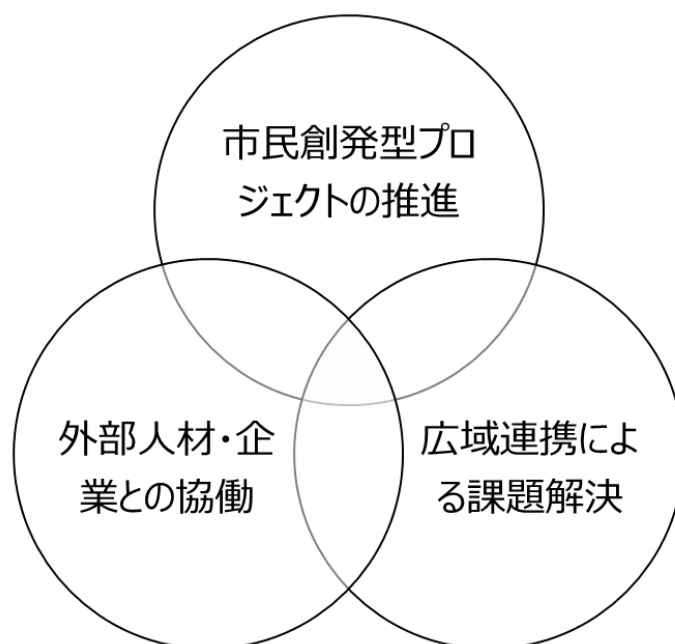 市民創発型プロ
ジェクトの推進
外部人材・企
業との協働
広域連携によ
る課題解決